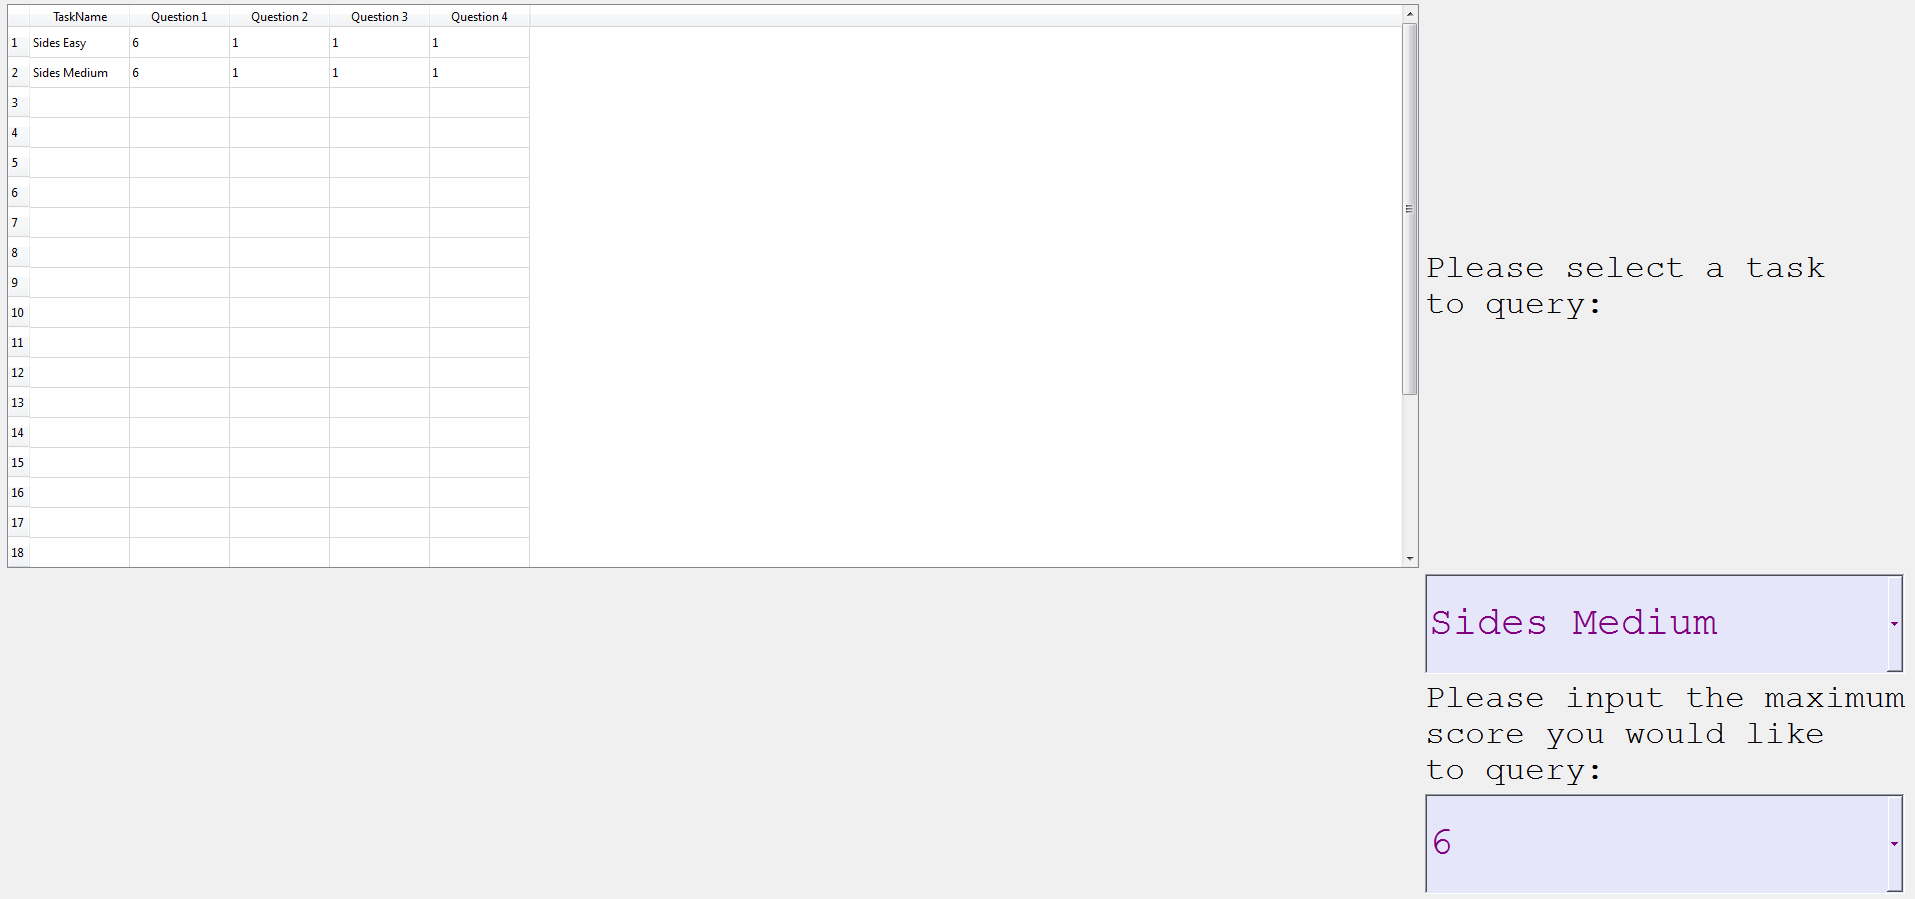 TaskName Question 1 Question 2 Question 3 Question 4
1 Sides Easy 6 1 1 1
2 Sides Medium 6 1 1 1
3
4
5
6
7
8
9
10
11
12
13
14
15
16
17
18
Please select a task
to query:
Sides Medium
Please input the maximum
score you would like
to query:
6